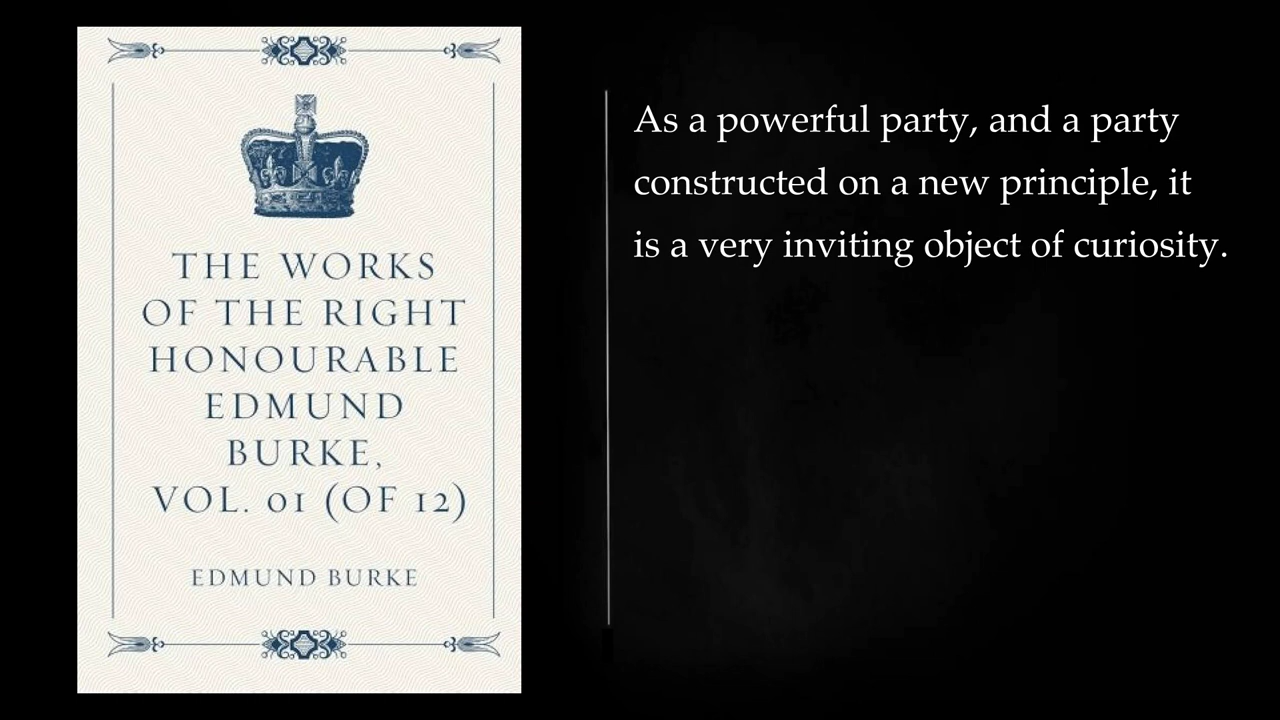 THE WORKS
OF THE RIGHT
HONOURABLE
EDMUND
BURKE,
VOL. 01 (OF 12)
EDMUND BURKE
As a powerful party, and a party
constructed on a new principle, it
is a very inviting object of curiosity.